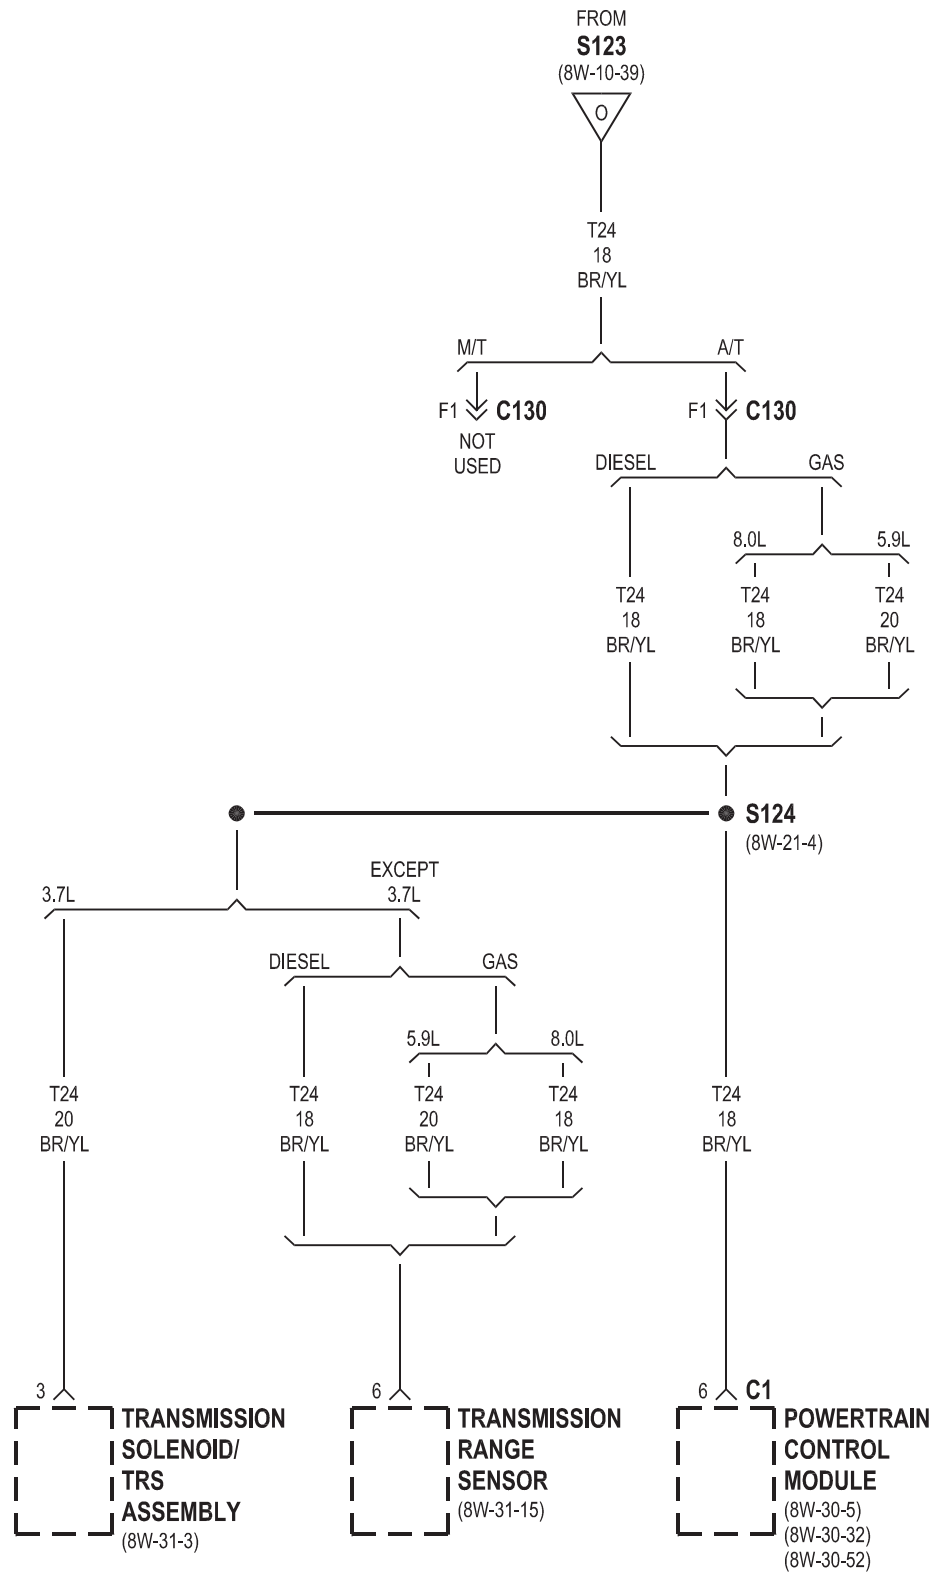 FROM
S123
(8W-10-39)
O
T24
18
BR/YL
M/T
A/T
F1
C130
NOT
USED
F1
C130
DIESEL
GAS
8.0L
5.9L
T24
18
BR/YL
T24
18
BR/YL
T24
20
BR/YL
S124
(8W-21-4)
3.7L
EXCEPT
3.7L
DIESEL
GAS
5.9L
8.0L
T24
20
BR/YL
T24
18
BR/YL
T24
20
BR/YL
T24
18
BR/YL
T24
18
BR/YL
3
TRANSMISSION
SOLENOID/
TRS
ASSEMBLY
(8W-31-3)
6
TRANSMISSION
RANGE
SENSOR
(8W-31-15)
6
C1
POWERTRAIN
CONTROL
MODULE
(8W-30-5)
(8W-30-32)
(8W-30-52)